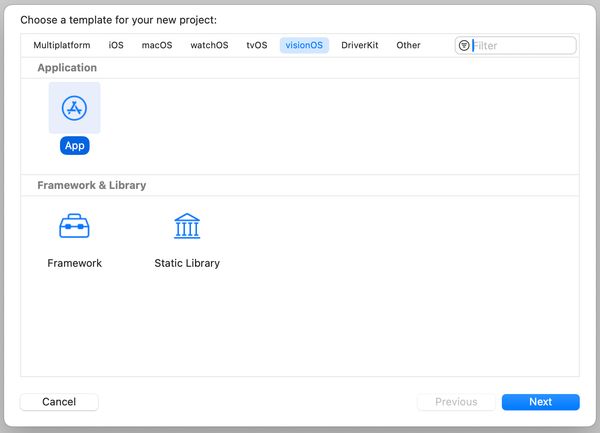 Choose a template for your new project:
Multiplatform iOS macOS watchOS tvOS visionOS DriverKit Other Filter
Application
App
Framework & Library
Framework Static Library
Cancel Previous Next